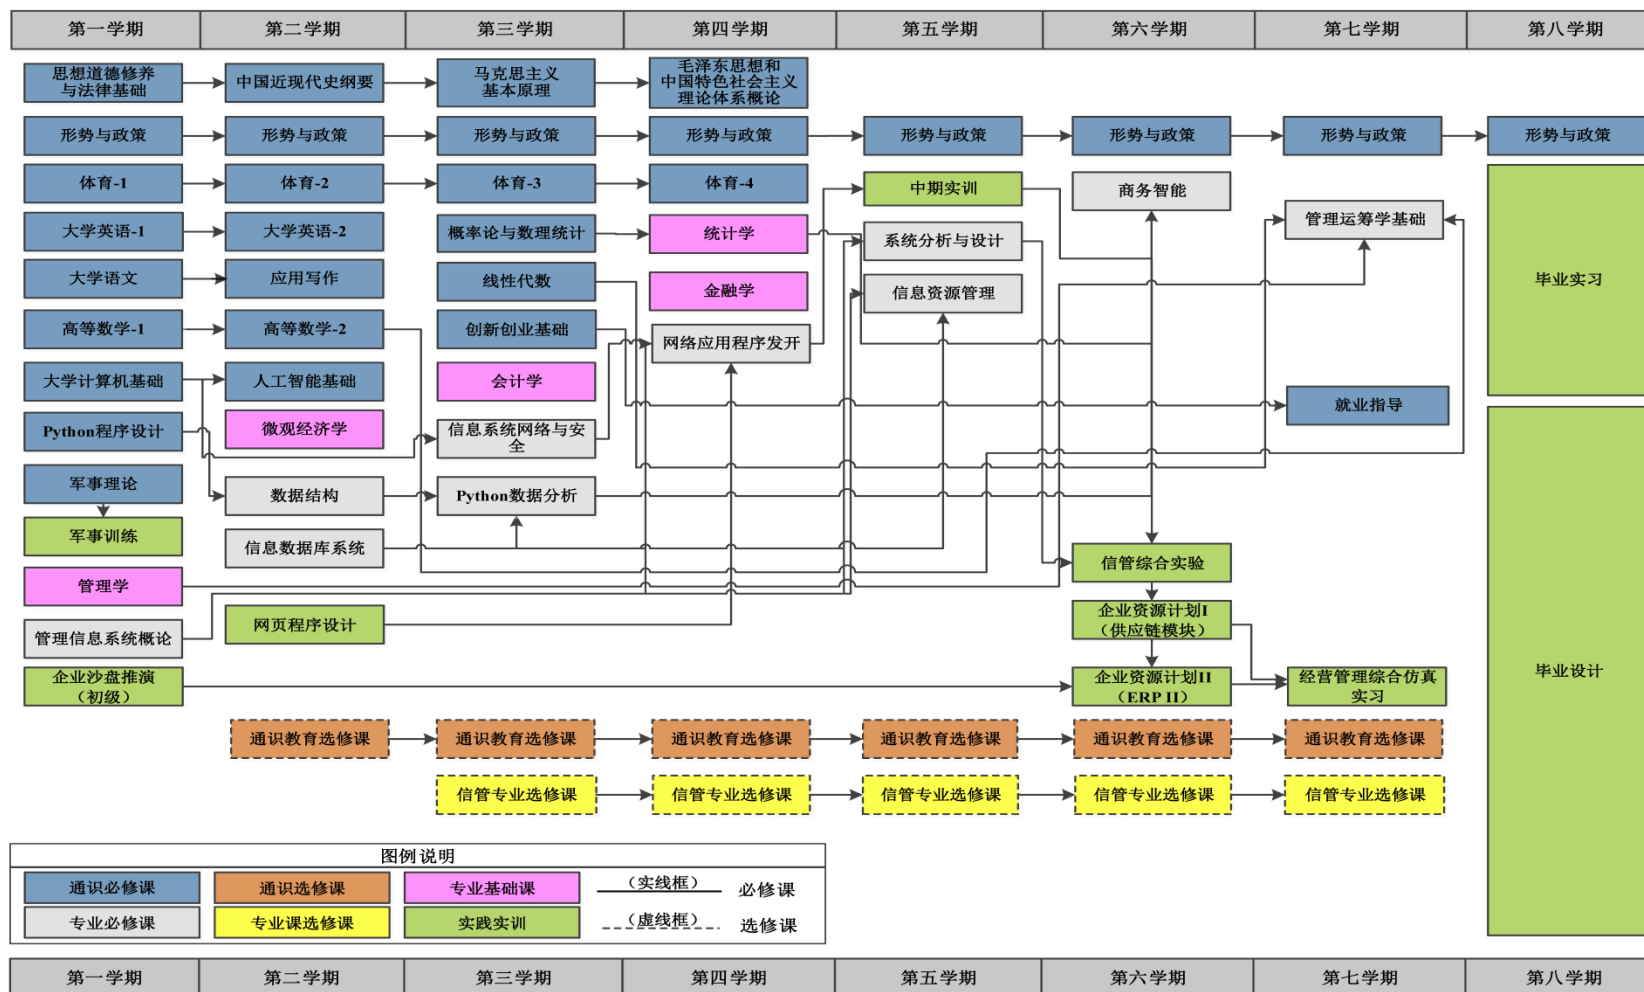 第一学期
第二学期
第三学期
第四学期
第五学期
第六学期
第七学期
第八学期
思想道德修养
与法律基础
中国近现代史纲要
马克思主义
基本原理
毛泽东思想和
中国特色社会主义
理论体系概论
形势与政策
形势与政策
形势与政策
形势与政策
形势与政策
形势与政策
形势与政策
形势与政策
体育-1
体育-2
体育-3
体育-4
中期实训
商务智能
大学英语-1
大学英语-2
概率论与数理统计
统计学
系统分析与设计
管理运筹学基础
大学语文
应用写作
线性代数
金融学
信息资源管理
毕业实习
高等数学-1
高等数学-2
创新创业基础
网络应用程序发开
大学计算机基础
人工智能基础
会计学
就业指导
Python程序设计
微观经济学
信息系统网络与安
全
军事理论
数据结构
Python数据分析
军事训练
信息数据库系统
信管综合实验
管理学
网页程序设计
企业资源计划I
（供应链模块）
管理信息系统概论
毕业设计
企业沙盘推演
（初级）
企业资源计划II
（ERP II）
经营管理综合仿真
实习
通识教育选修课
通识教育选修课
通识教育选修课
通识教育选修课
通识教育选修课
通识教育选修课
信管专业选修课
信管专业选修课
信管专业选修课
信管专业选修课
信管专业选修课
图例说明
通识必修课
通识选修课
专业基础课
（实线框）
必修课
专业必修课
专业课选修课
实践实训
（虚线框）
选修课
第一学期
第二学期
第三学期
第四学期
第五学期
第六学期
第七学期
第八学期